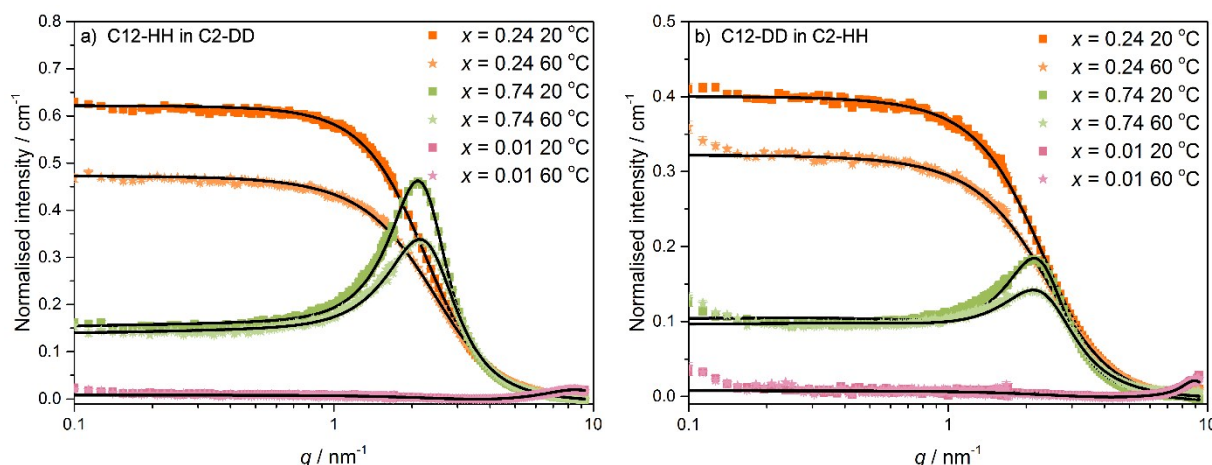 a) C12-HH in C2-DD
x = 0.24 20 °C
x = 0.24 60 °C
x = 0.74 20 °C
x = 0.74 60 °C
x = 0.01 20 °C
x = 0.01 60 °C
0.8
0.7
0.6
0.5
0.4
0.3
0.2
0.1
0.0
Normalised intensity / cm⁻¹
0.1
1
10
q / nm⁻¹
b) C12-DD in C2-HH
x = 0.24 20 °C
x = 0.24 60 °C
x = 0.74 20 °C
x = 0.74 60 °C
x = 0.01 20 °C
x = 0.01 60 °C
0.5
0.4
0.3
0.2
0.1
0.0
Normalised intensity / cm⁻¹
0.1
1
10
q / nm⁻¹